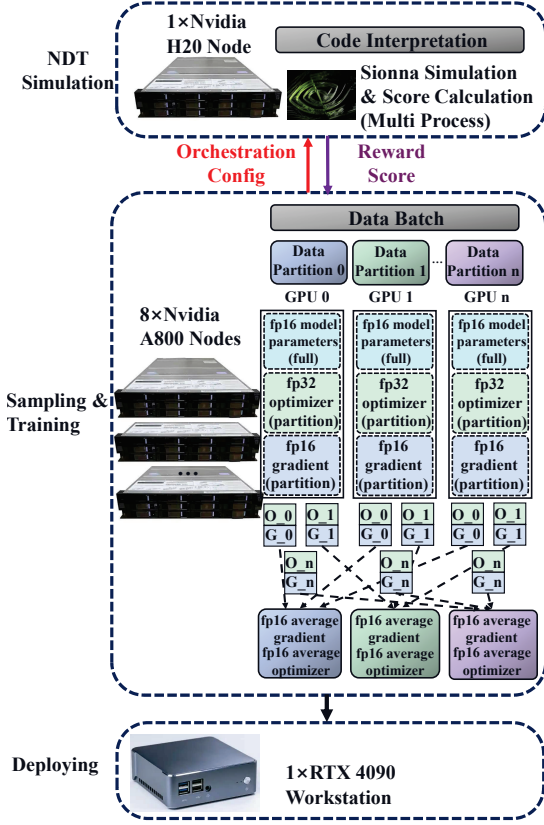 NDT
Simulation
1×Nvidia
H20 Node
Code Interpretation
Sionna Simulation
& Score Calculation
(Multi Process)
Orchestration
Config
Reward
Score
Data Batch
Data
Partition 0
Data
Partition 1
...
Data
Partition n
GPU 0
GPU 1
GPU n
8×Nvidia
A800 Nodes
Sampling &
Training
fp16 model
parameters
(full)
fp16 model
parameters
(full)
fp16 model
parameters
(full)
fp32
optimizer
(partition)
fp32
optimizer
(partition)
fp32
optimizer
(partition)
fp16
gradient
(partition)
fp16
gradient
(partition)
fp16
gradient
(partition)
O_0
G_0
O_1
G_1
O_0
G_0
O_1
G_1
O_0
G_0
O_1
G_1
O_n
G_n
O_n
G_n
O_n
G_n
fp16 average
gradient
fp16 average
optimizer
fp16 average
gradient
fp16 average
optimizer
fp16 average
gradient
fp16 average
optimizer
Deploying
1×RTX 4090
Workstation